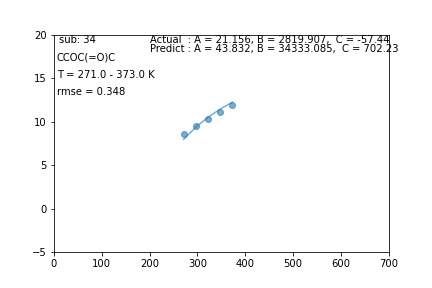 sub: 34
Actual : A = 21.156, B = 2819.907, C = -57.44
Predict : A = 43.832, B = 34333.085, C = 702.23
CCOC(=O)C
T = 271.0 - 373.0 K
rmse = 0.348
20
15
10
5
0
−5
0 100 200 300 400 500 600 700